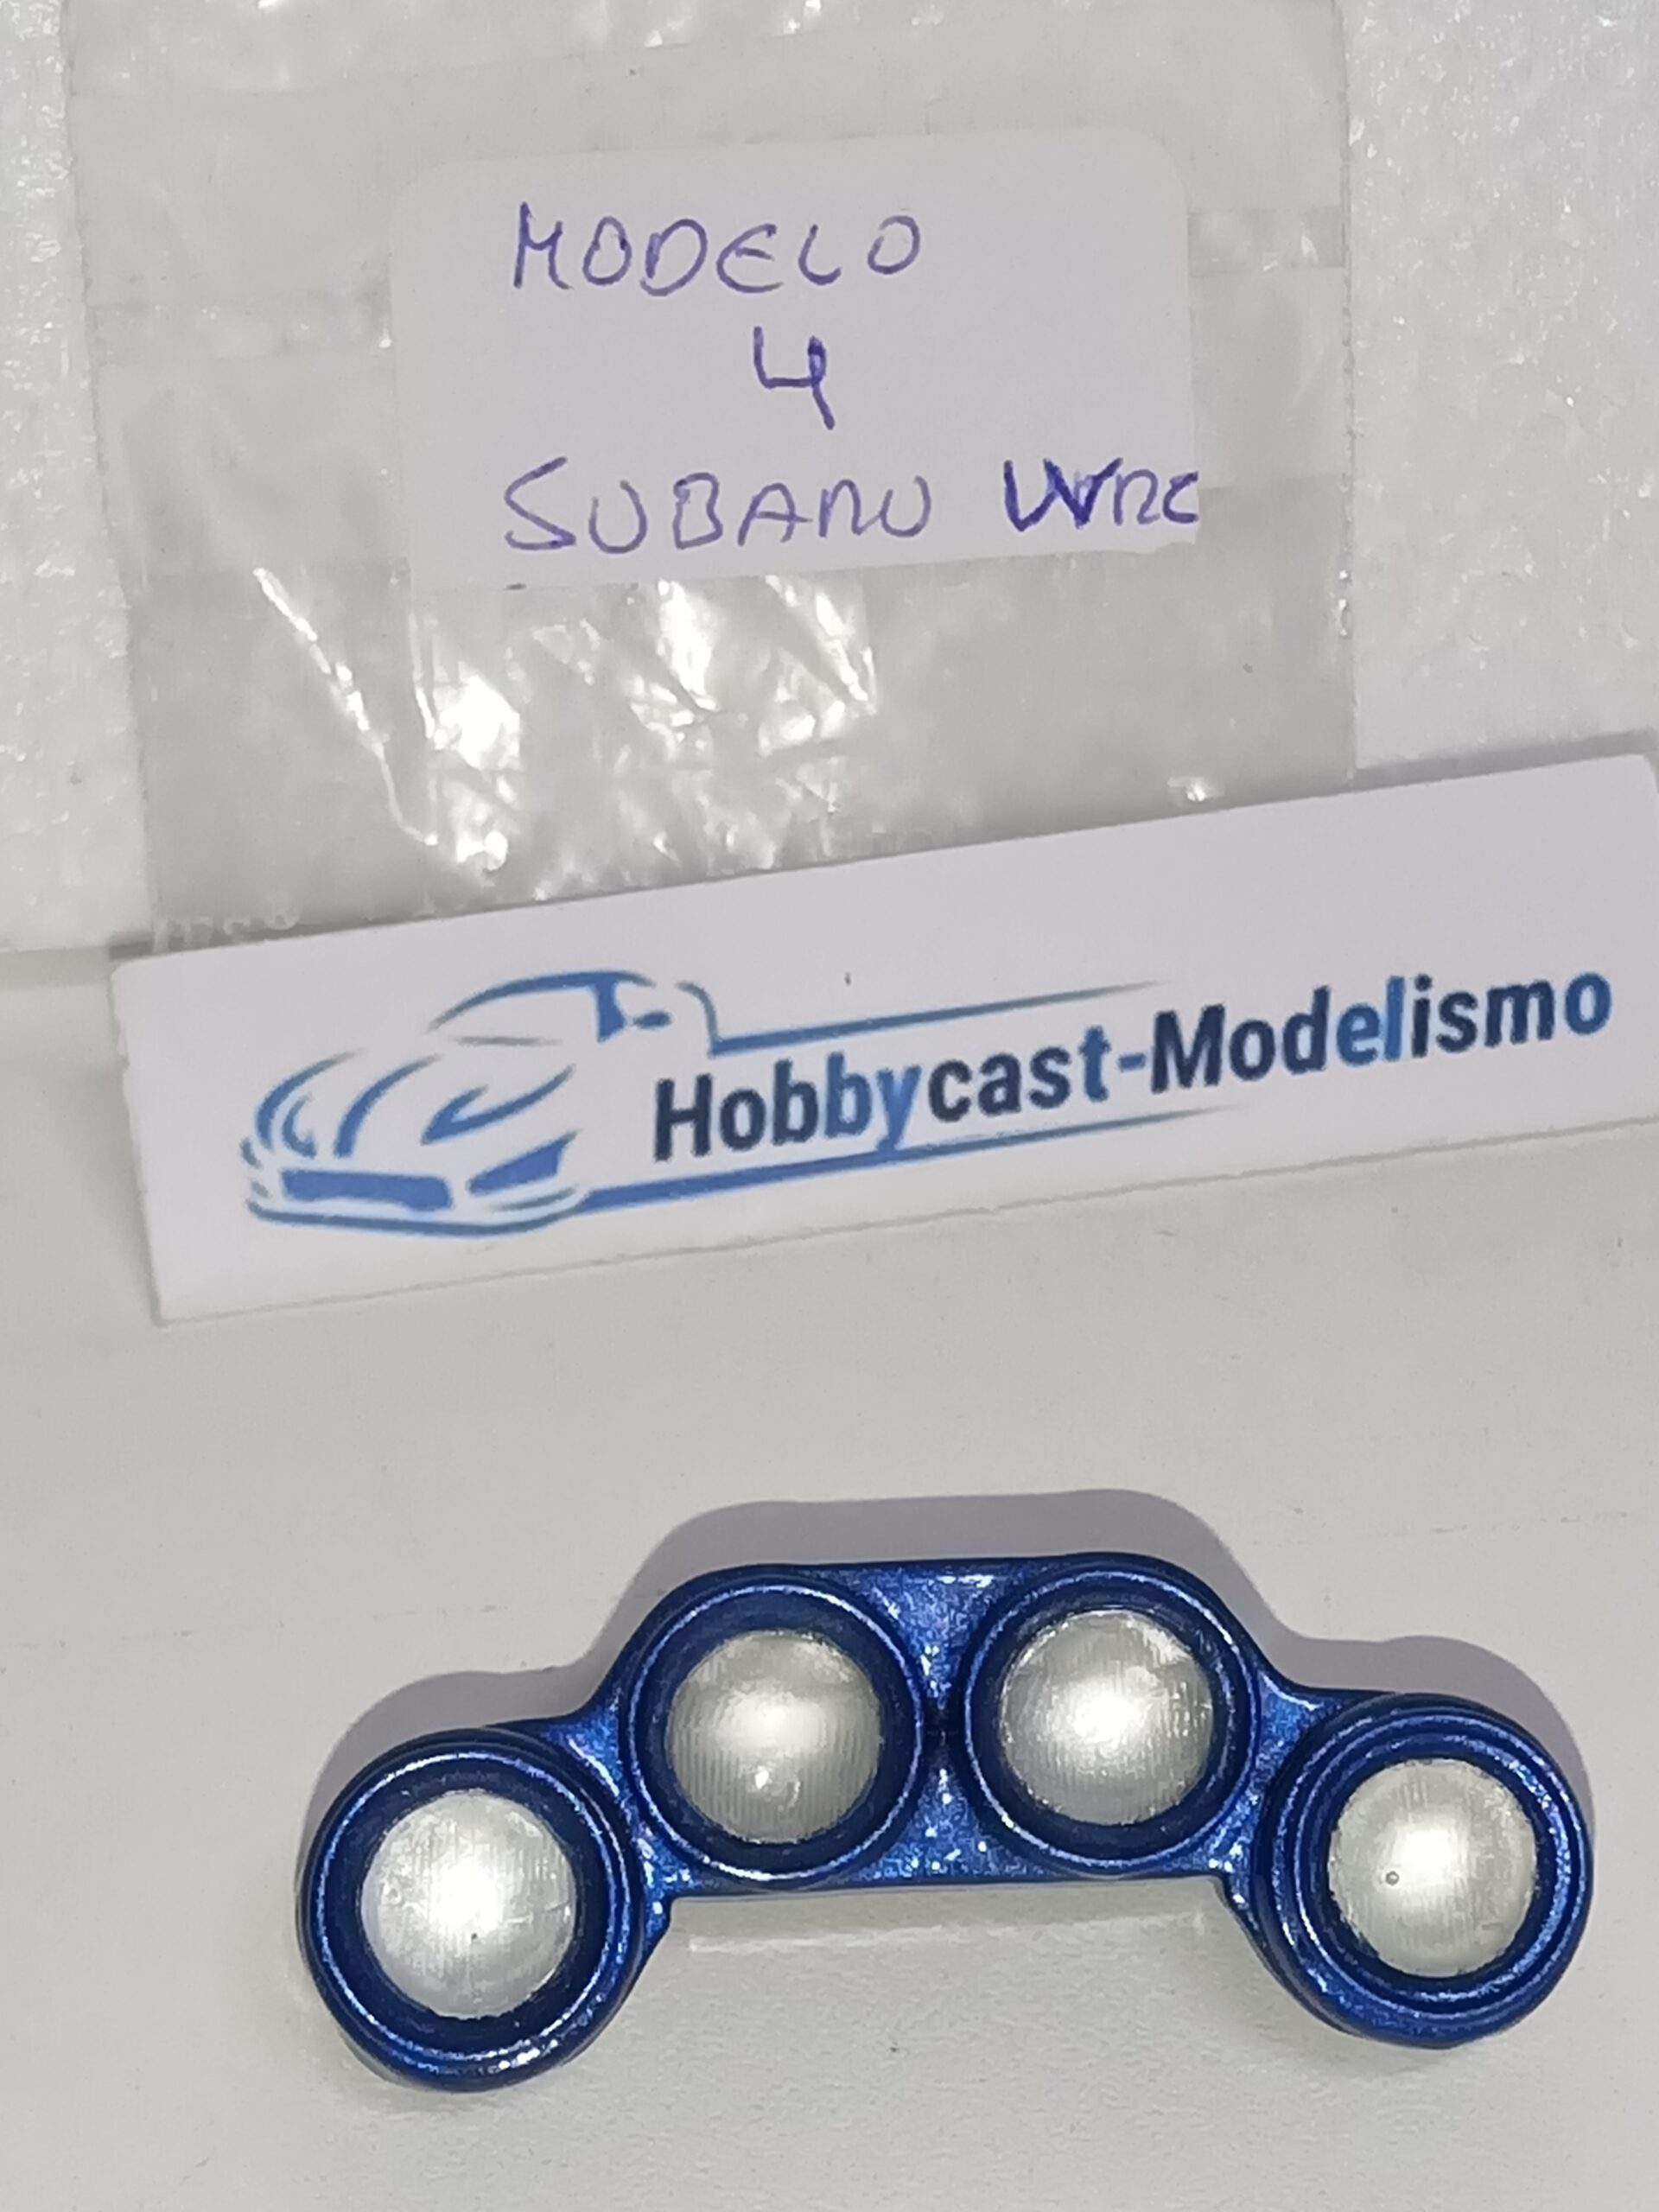 MODELO
4
SUBARU WRC
Hobbycast-Modelismo